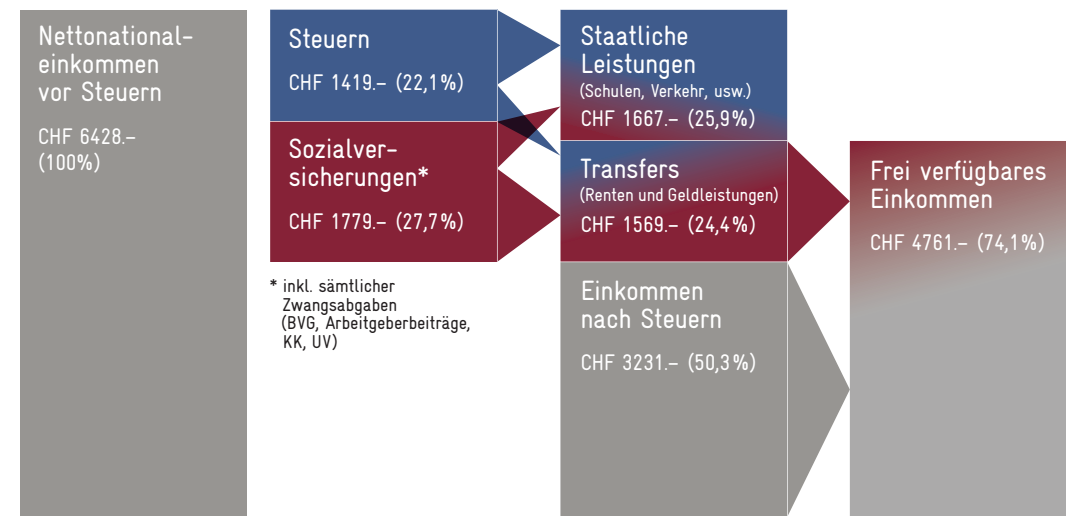 Nettonational-
einkommen
vor Steuern
CHF 6428.–
(100%)
Steuern
CHF 1419.– (22,1%)
Sozialver-
sicherungen*
CHF 1779.– (27,7%)
* inkl. sämtlicher
Zwangsabgaben
(BVG, Arbeitgeberbeiträge,
KK, UV)
Staatliche
Leistungen
(Schulen, Verkehr, usw.)
CHF 1667.– (25,9%)
Transfers
(Renten und Geldleistungen)
CHF 1569.– (24,4%)
Einkommen
nach Steuern
CHF 3231.– (50,3%)
Frei verfügbares
Einkommen
CHF 4761.– (74,1%)